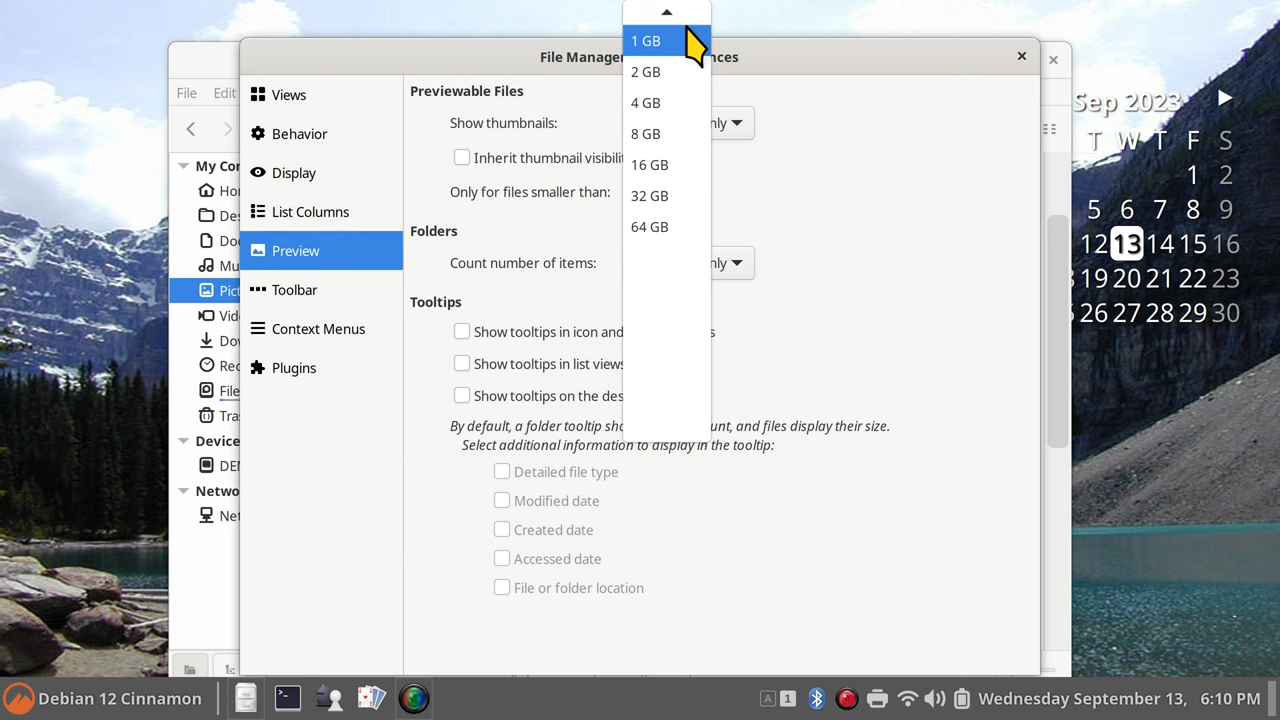 File Manager
nces
File
Edit
Views
Behavior
Display
List Columns
Preview
Toolbar
Context Menus
Plugins
Previewable Files
Show thumbnails:
nly
Inherit thumbnail visibilit
Only for files smaller than:
Folders
Count number of items:
nly
Tooltips
Show tooltips in icon and
s
Show tooltips in list views
Show tooltips on the des
By default, a folder tooltip sho
unt, and files display their size.
Select additional information to display in the tooltip:
Detailed file type
Modified date
Created date
Accessed date
File or folder location
1 GB
2 GB
4 GB
8 GB
16 GB
32 GB
64 GB
My Co
Ho
Des
Do
Mu
Pict
Vid
Do
Rec
File
Tra
Device
DE
Netwo
Net
Sep 2023
T W T F S
1 2
5 6 7 8 9
12 13 14 15 16
19 20 21 22 23
26 27 28 29 30
Debian 12 Cinnamon
A 1
Wednesday September 13, 6:10 PM